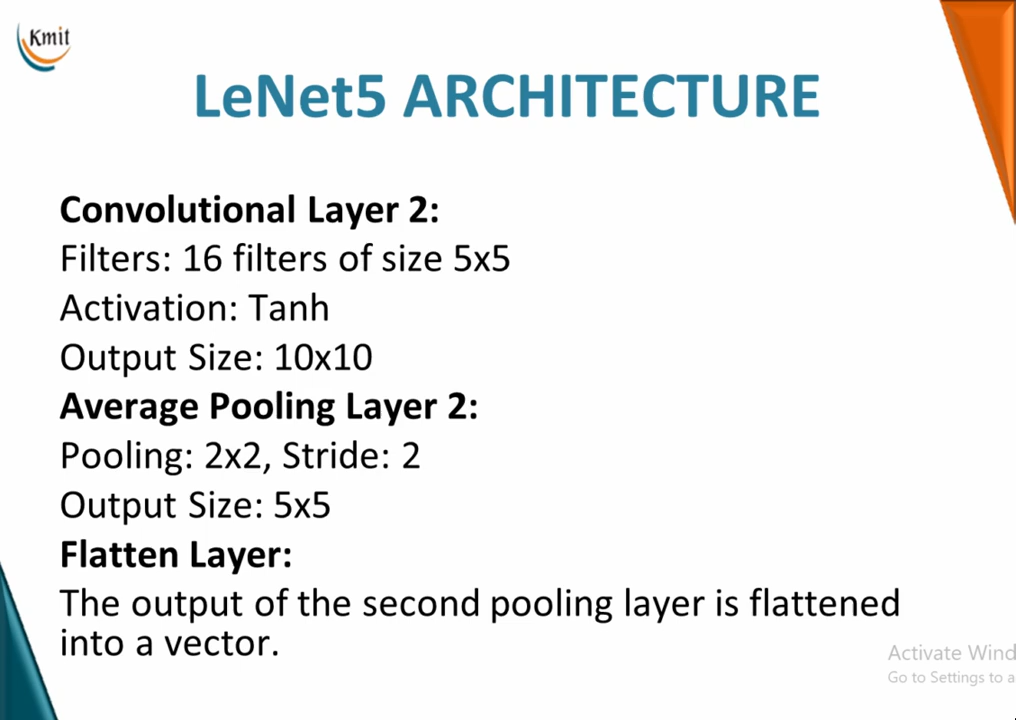 Kmit
LeNet5 ARCHITECTURE
Convolutional Layer 2:
Filters: 16 filters of size 5x5
Activation: Tanh
Output Size: 10x10
Average Pooling Layer 2:
Pooling: 2x2, Stride: 2
Output Size: 5x5
Flatten Layer:
The output of the second pooling layer is flattened
into a vector.
Activate Wind
Go to Settings to a